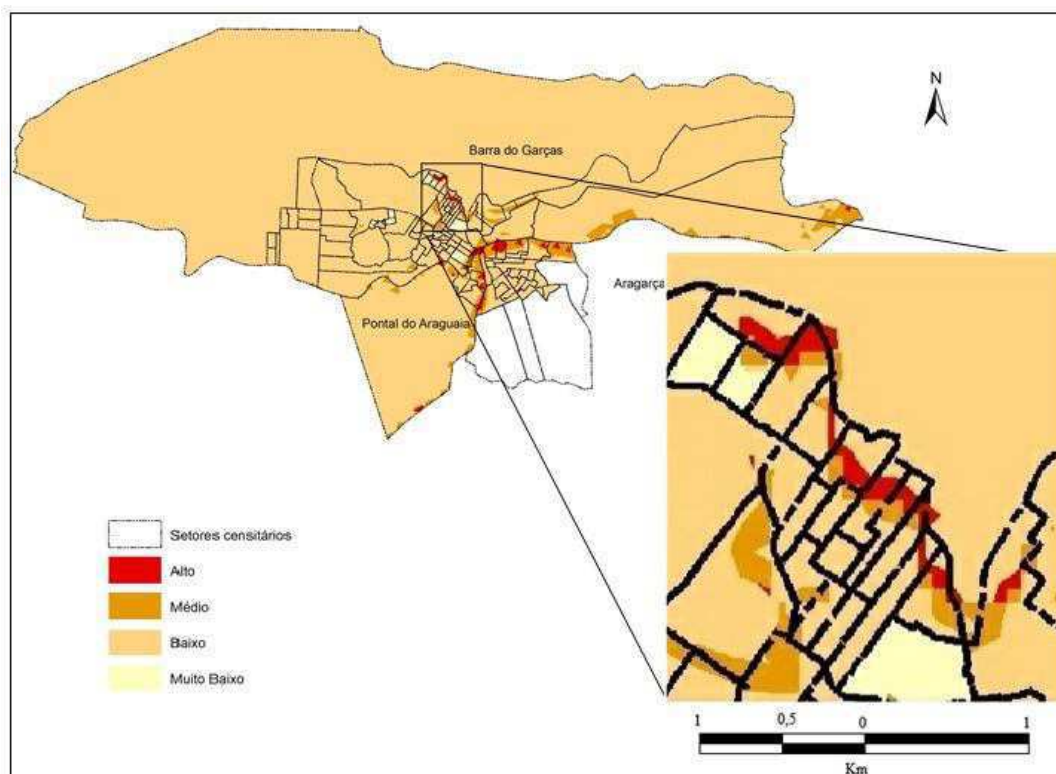 N
Barra do Garças
Aragarça
Pontal do Araguaia
Setores censitários
Alto
Médio
Baixo
Muito Baixo
1 0,5 0 1
Km